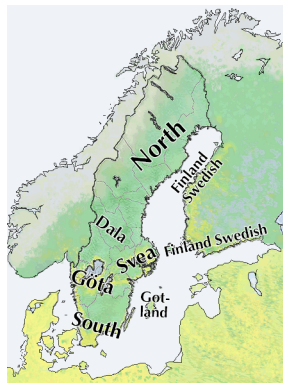 North
Finland
Swedish
Dala
Svea
Finland Swedish
Göta
Got-
land
South